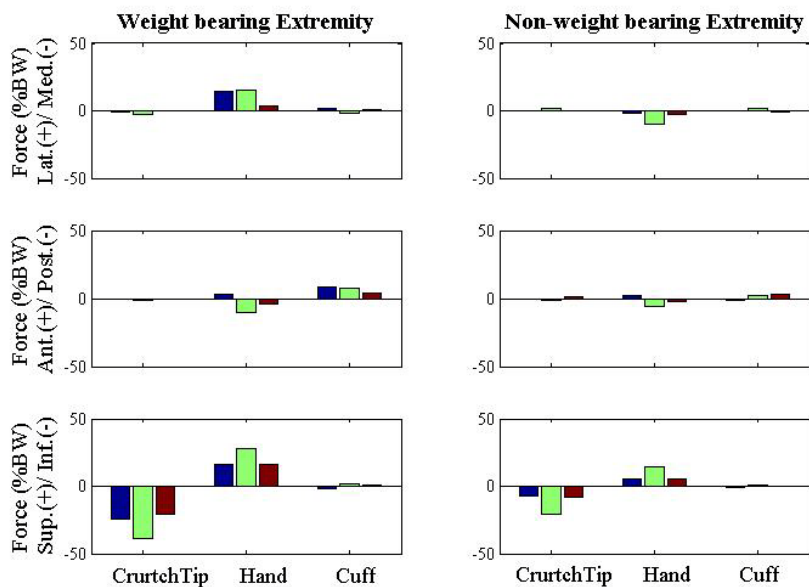 Weight bearing Extremity
Non-weight bearing Extremity
Force (%BW)
Lat.(+)/ Med.(-)
50
0
-50
50
0
-50
Force (%BW)
Ant.(+)/ Post.(-)
50
0
-50
50
0
-50
Force (%BW)
Sup.(+)/ Inf.(-)
50
0
-50
50
0
-50
CrurtchTip
Hand
Cuff
CrurtchTip
Hand
Cuff